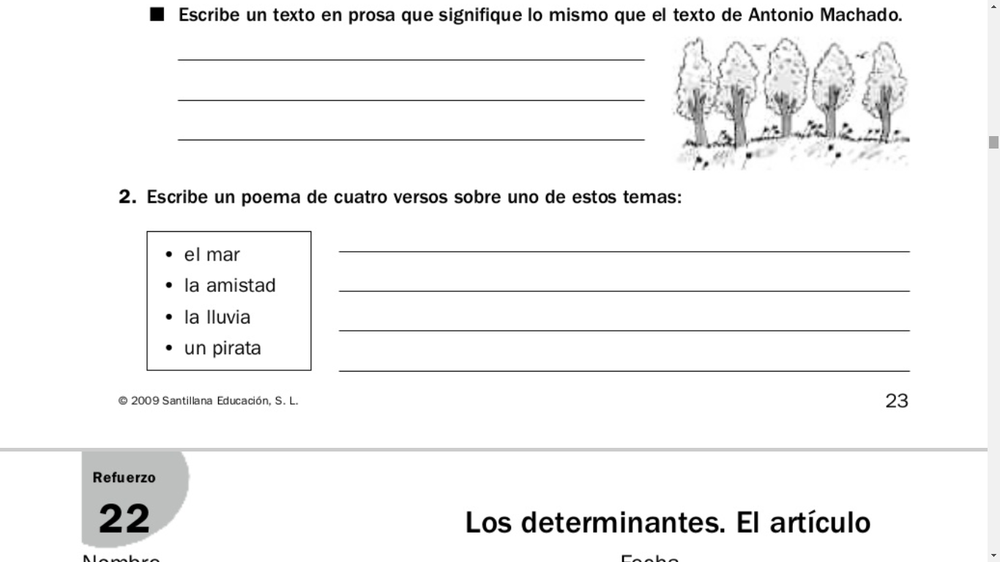 ■ Escribe un texto en prosa que signifique lo mismo que el texto de Antonio Machado.
2. Escribe un poema de cuatro versos sobre uno de estos temas:
• el mar
• la amistad
• la lluvia
• un pirata
© 2009 Santillana Educación, S. L.
23
Refuerzo
22
Los determinantes. El artículo
Nombre Fecha